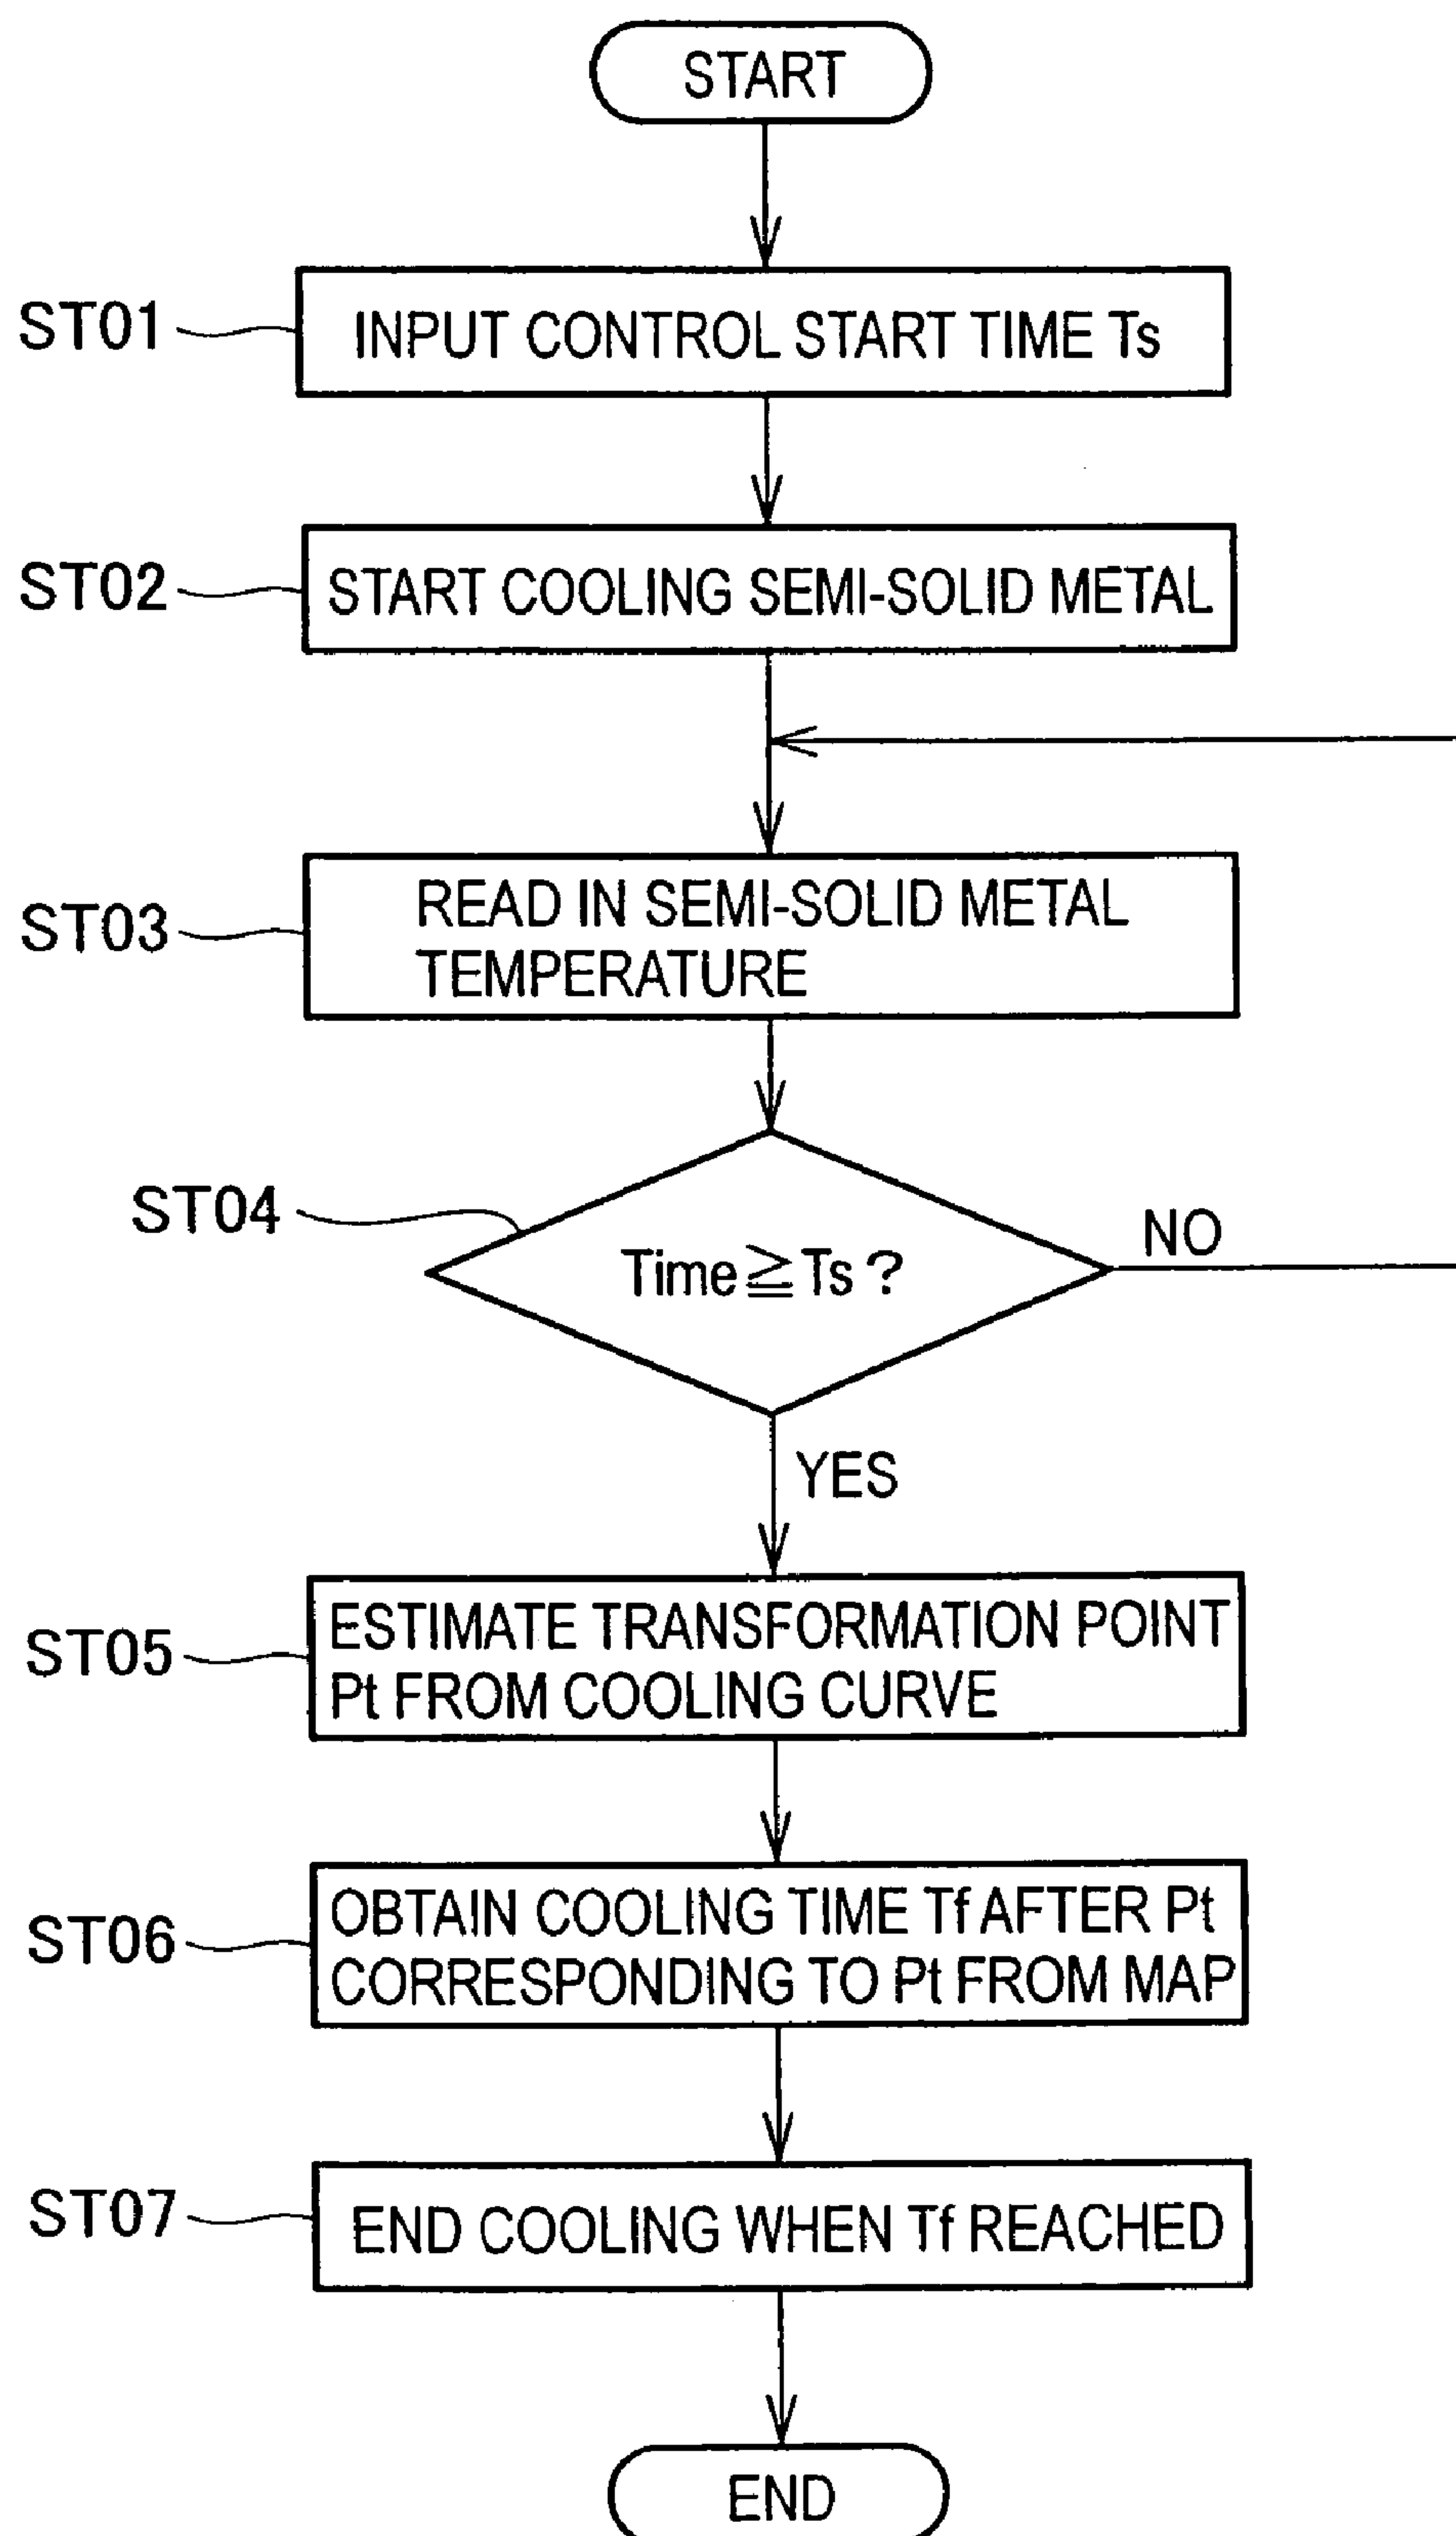 START
ST01
INPUT CONTROL START TIME Ts
ST02
START COOLING SEMI-SOLID METAL
ST03
READ IN SEMI-SOLID METAL
TEMPERATURE
ST04
Time≧Ts?
NO
YES
ST05
ESTIMATE TRANSFORMATION POINT
Pt FROM COOLING CURVE
ST06
OBTAIN COOLING TIME Tf AFTER Pt
CORRESPONDING TO Pt FROM MAP
ST07
END COOLING WHEN Tf REACHED
END